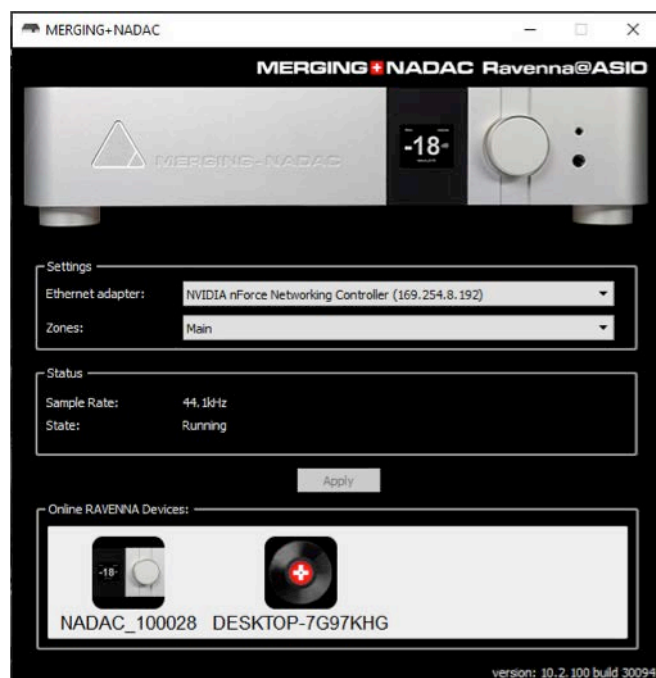 MERGING+NADAC
MERGING+NADAC Ravenna@ASIO
MERGING-NADAC
-18
Settings
Ethernet adapter: NVIDIA nForce Networking Controller (169.254.8.192)
Zones: Main
Status
Sample Rate: 44.1kHz
State: Running
Apply
Online RAVENNA Devices:
-18-
NADAC_100028 DESKTOP-7G97KHG
version: 10.2.100 build 30094